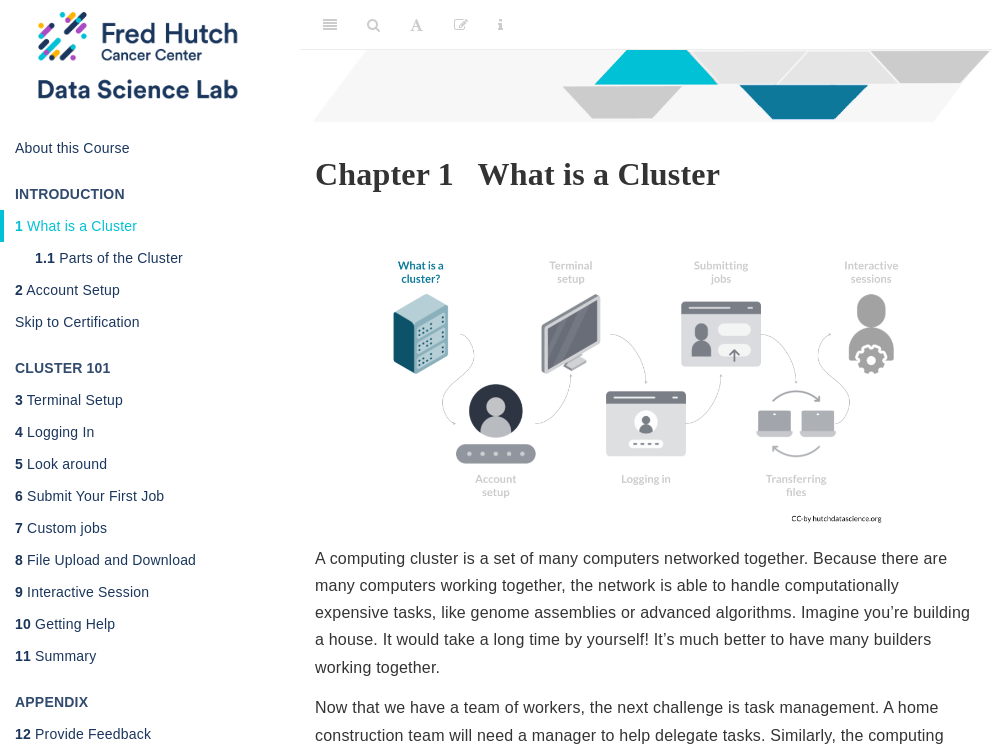 Fred Hutch
Cancer Center
Data Science Lab
About this Course
INTRODUCTION
1 What is a Cluster
1.1 Parts of the Cluster
2 Account Setup
Skip to Certification
CLUSTER 101
3 Terminal Setup
4 Logging In
5 Look around
6 Submit Your First Job
7 Custom jobs
8 File Upload and Download
9 Interactive Session
10 Getting Help
11 Summary
APPENDIX
12 Provide Feedback
Chapter 1 What is a Cluster
What is a
cluster?
Terminal
setup
Submitting
jobs
Interactive
sessions
Account
setup
Logging in
Transferring
files
CC-by hutchdatascience.org
A computing cluster is a set of many computers networked together. Because there are
many computers working together, the network is able to handle computationally
expensive tasks, like genome assemblies or advanced algorithms. Imagine you’re building
a house. It would take a long time by yourself! It’s much better to have many builders
working together.
Now that we have a team of workers, the next challenge is task management. A home
construction team will need a manager to help delegate tasks. Similarly, the computing